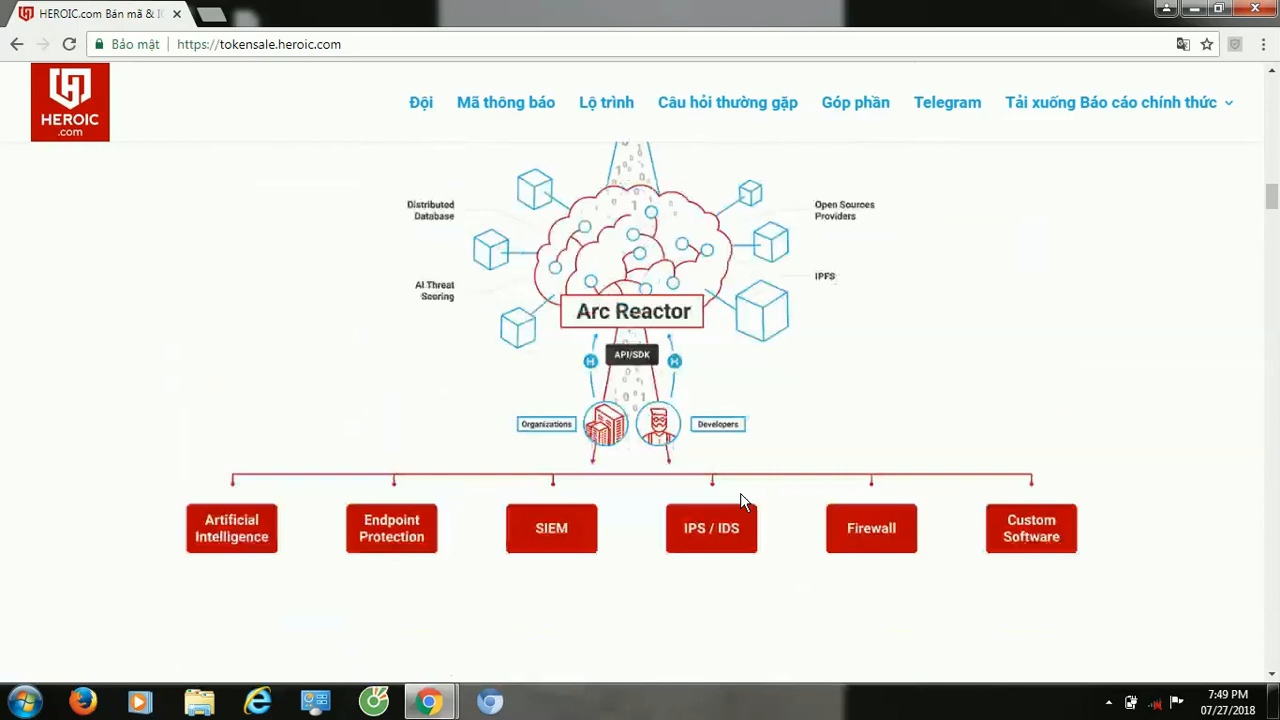 HEROIC.com Bán mã & I
Bảo mật
https://tokensale.heroic.com
HEROIC
.com
Đội
Mã thông báo
Lộ trình
Câu hỏi thường gặp
Góp phần
Telegram
Tải xuống Báo cáo chính thức
Distributed
Database
Open Sources
Providers
AI Threat
Scoring
IPFS
Arc Reactor
API/SDK
Organizations
Developers
Artificial
Intelligence
Endpoint
Protection
SIEM
IPS / IDS
Firewall
Custom
Software
7:49 PM
07/27/2018